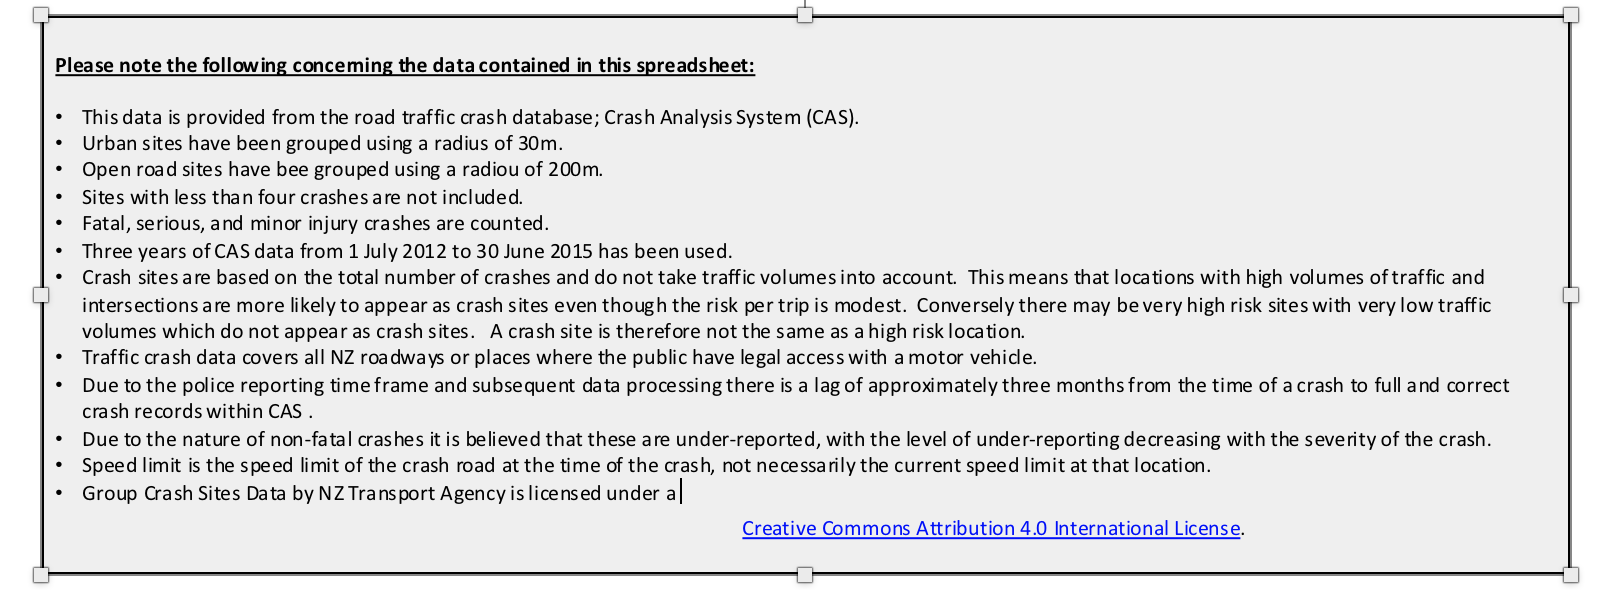 Please note the following concerning the data contained in this spreadsheet:
• This data is provided from the road traffic crash database; Crash Analysis System (CAS).
• Urban sites have been grouped using a radius of 30m.
• Open road sites have bee grouped using a radiou of 200m.
• Sites with less than four crashes are not included.
• Fatal, serious, and minor injury crashes are counted.
• Three years of CAS data from 1 July 2012 to 30 June 2015 has been used.
• Crash sites are based on the total number of crashes and do not take traffic volumes into account.  This means that locations with high volumes of traffic and
intersections are more likely to appear as crash sites even though the risk per trip is modest.  Conversely there may be very high risk sites with very low traffic
volumes which do not appear as crash sites.   A crash site is therefore not the same as a high risk location.
• Traffic crash data covers all NZ roadways or places where the public have legal access with a motor vehicle.
• Due to the police reporting time frame and subsequent data processing there is a lag of approximately three months from the time of a crash to full and correct
crash records within CAS .
• Due to the nature of non-fatal crashes it is believed that these are under-reported, with the level of under-reporting decreasing with the severity of the crash.
• Speed limit is the speed limit of the crash road at the time of the crash, not necessarily the current speed limit at that location.
• Group Crash Sites Data by NZ Transport Agency is licensed under a
Creative Commons Attribution 4.0 International License.